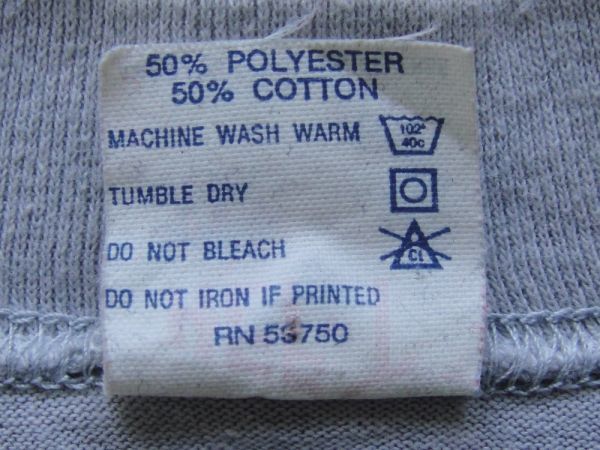 50% POLYESTER
50% COTTON
MACHINE WASH WARM 102° 40c
TUMBLE DRY
DO NOT BLEACH CL
DO NOT IRON IF PRINTED
RN 53750